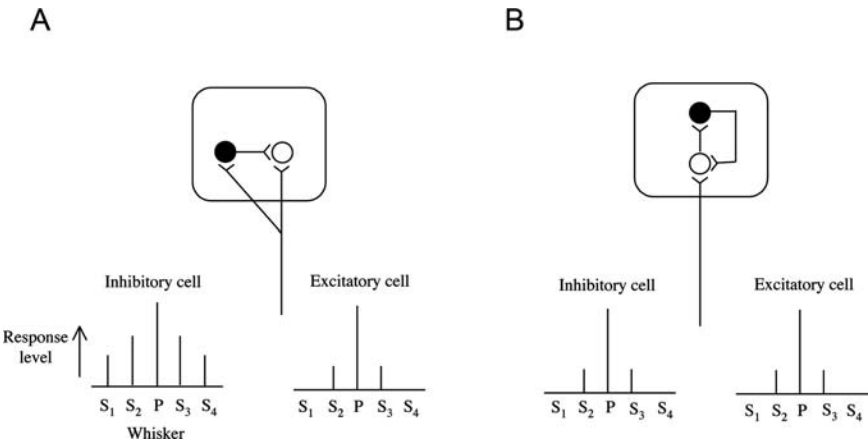 A
B
Inhibitory cell
Excitatory cell
Response
level
S1 S2 P S3 S4
Whisker
S1 S2 P S3 S4
Inhibitory cell
Excitatory cell
S1 S2 P S3 S4
S1 S2 P S3 S4